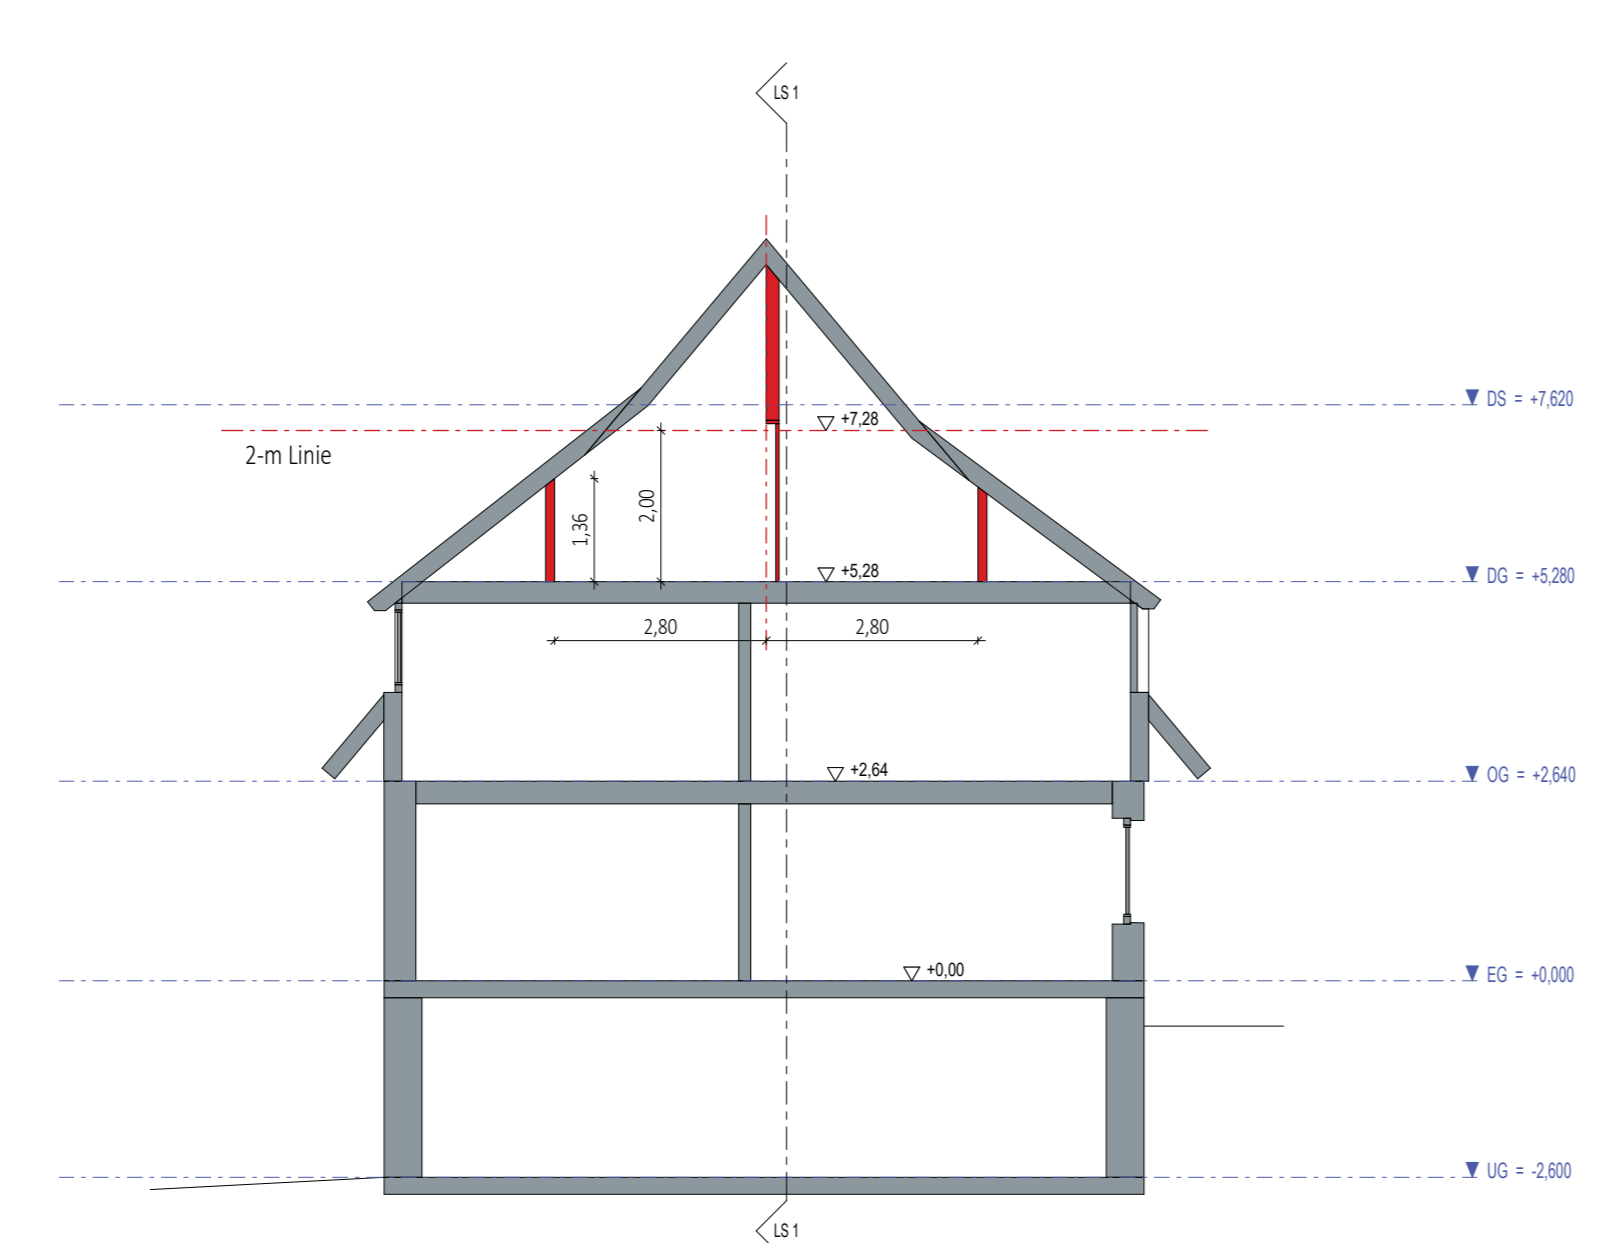 LS 1
DS = +7,620
+7,28
2-m Linie
2,00
1,36
+5,28
DG = +5,280
2,80
2,80
+2,64
OG = +2,640
+0,00
EG = +0,000
UG = -2,600
LS 1